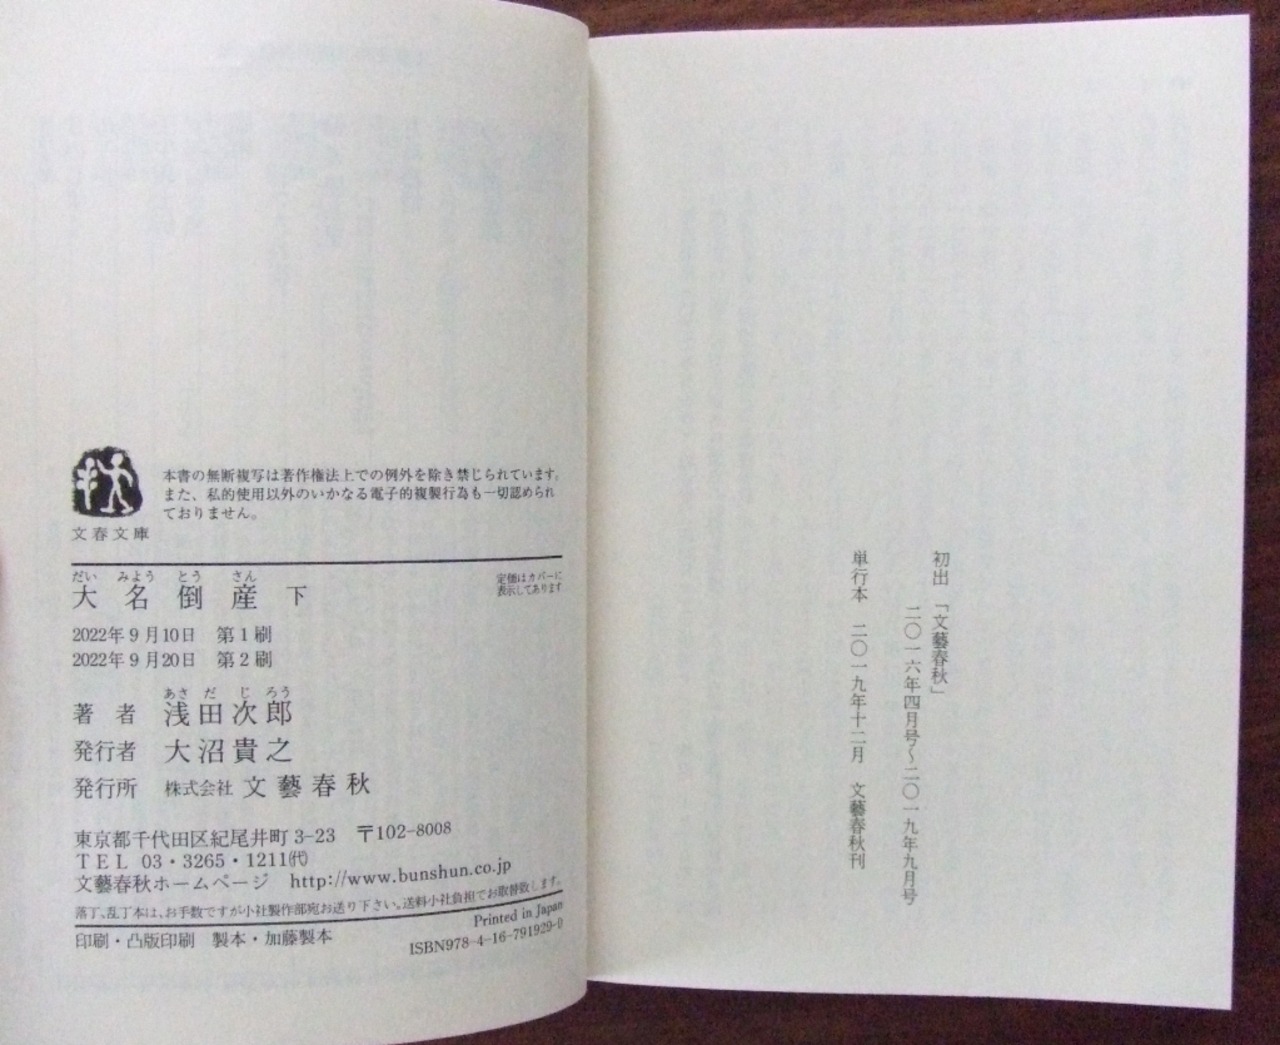 初出 「文藝春秋」
二〇一六年四月号〜二〇一九年九月号
単行本 二〇一九年十二月 文藝春秋刊
文春文庫
本書の無断複写は著作権法上での例外を除き禁じられています。
また、私的使用以外のいかなる電子的複製行為も一切認められ
ておりません。
だい みよう とう さん
大名倒産 下
定価はカバーに
表示してあります
2022年9月10日 第1刷
2022年9月20日 第2刷
あさ だ じ ろう
著者 浅田次郎
発行者 大沼貴之
発行所 株式会社 文藝春秋
東京都千代田区紀尾井町3-23 〒102-8008
TEL 03・3265・1211㈹
文藝春秋ホームページ http://www.bunshun.co.jp
落丁、乱丁本は、お手数ですが小社製作部宛お送り下さい。送料小社負担でお取替致します。
印刷・凸版印刷 製本・加藤製本
Printed in Japan
ISBN978-4-16-791929-0